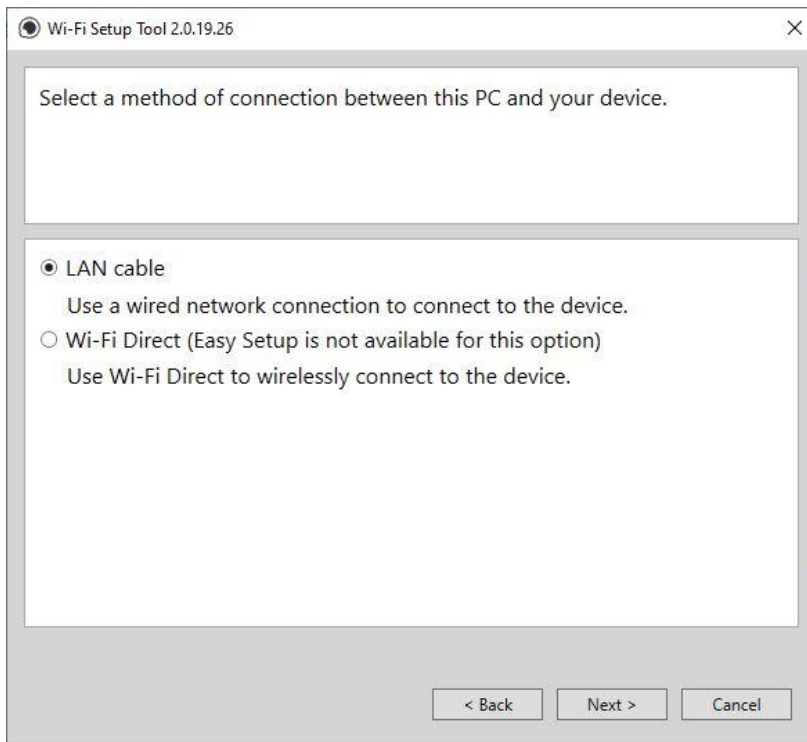 Wi-Fi Setup Tool 2.0.19.26
Select a method of connection between this PC and your device.
LAN cable
Use a wired network connection to connect to the device.
Wi-Fi Direct (Easy Setup is not available for this option)
Use Wi-Fi Direct to wirelessly connect to the device.
< Back Next > Cancel